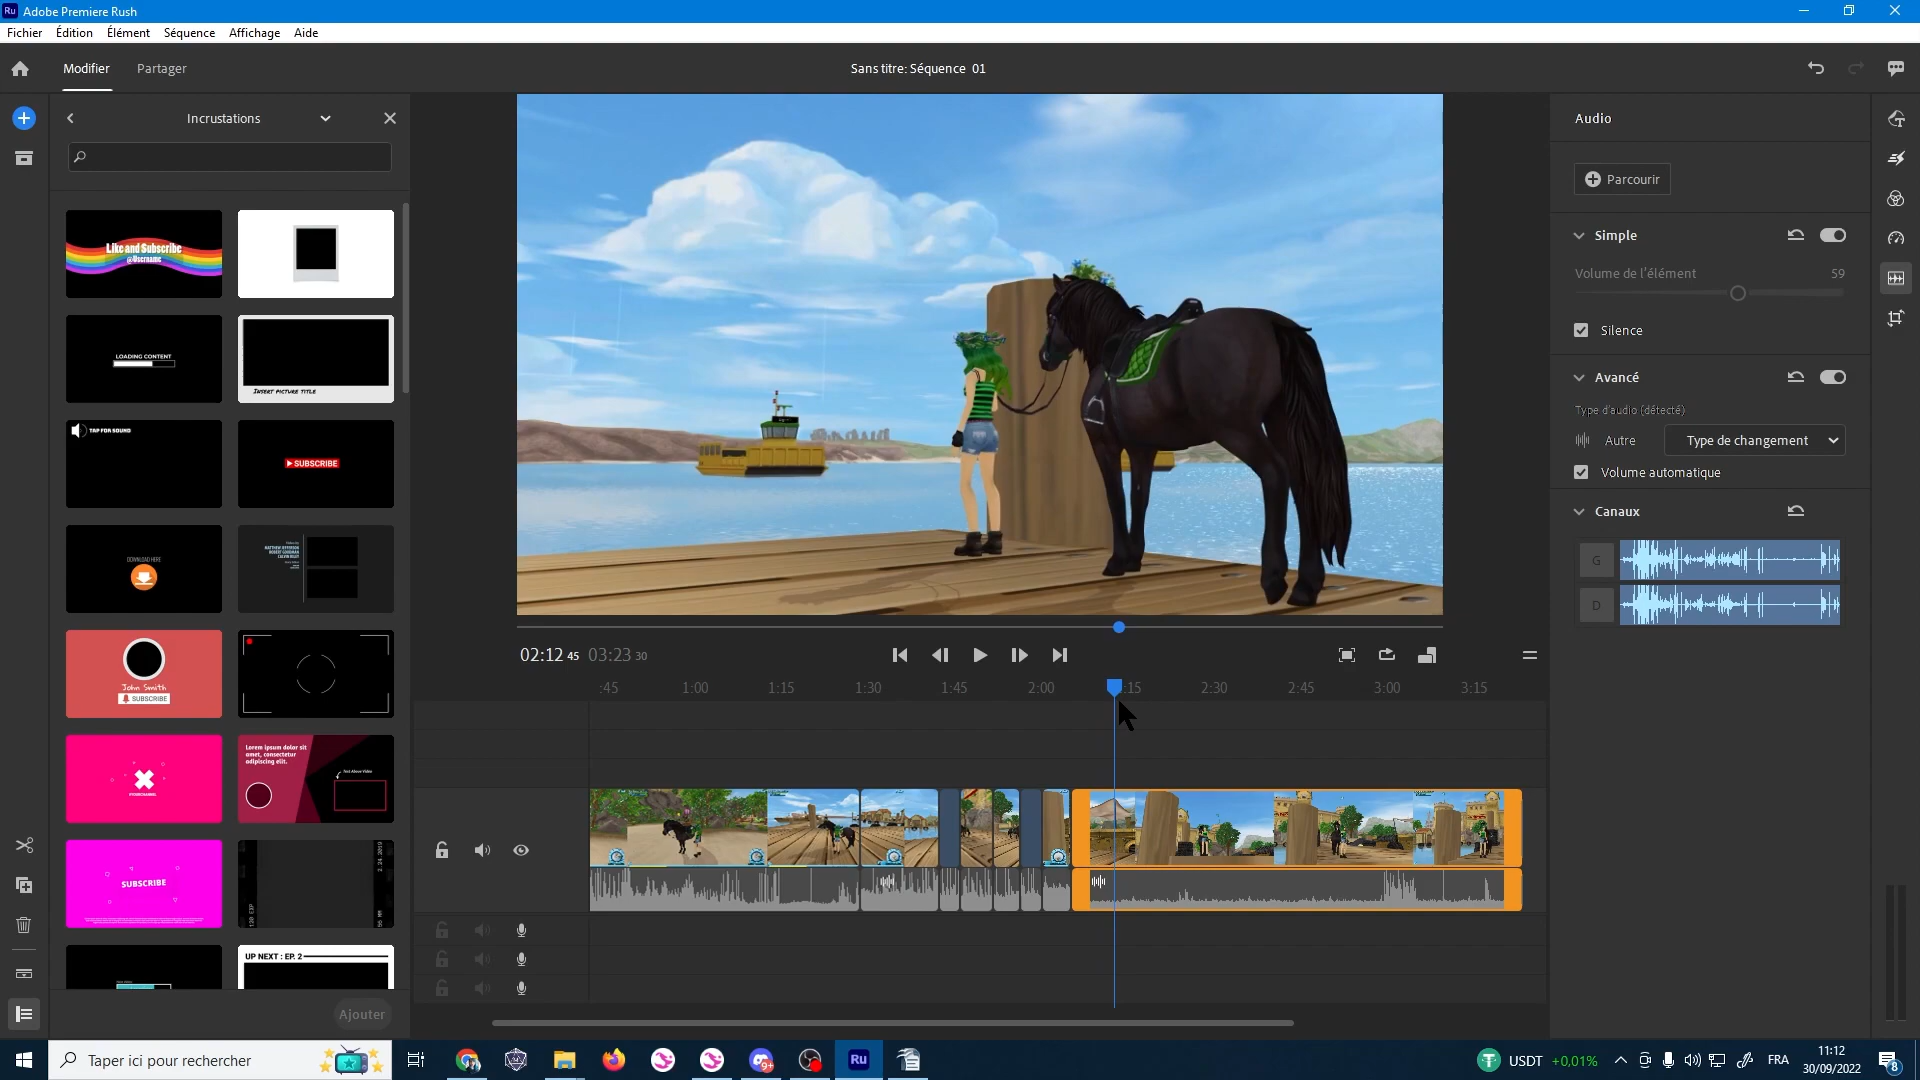 Ru Adobe Premiere Rush
Fichier Édition Élément Séquence Affichage Aide
Modifier Partager
Sans titre: Séquence 01
Incrustations
Like and Subscribe
@Username
LOADING CONTENT
INSERT PICTURE TITLE
TAP FOR SOUND
SUBSCRIBE
DOWNLOAD HERE
John Smith
SUBSCRIBE
Lorem ipsum dolor sit
amet, consectetur
adipiscing elit.
Text Above Video
SUBSCRIBE
UP NEXT : EP. 2
Ajouter
02:12 45 03:23 30
:45 1:00 1:15 1:30 1:45 2:00 :15 2:30 2:45 3:00 3:15
Audio
Parcourir
Simple
Volume de l'élément 59
Silence
Avancé
Type d'audio (détecté)
Autre Type de changement
Volume automatique
Canaux
G
D
Taper ici pour rechercher
9+
Ru
USDT +0,01%
FRA
11:12
30/09/2022
8